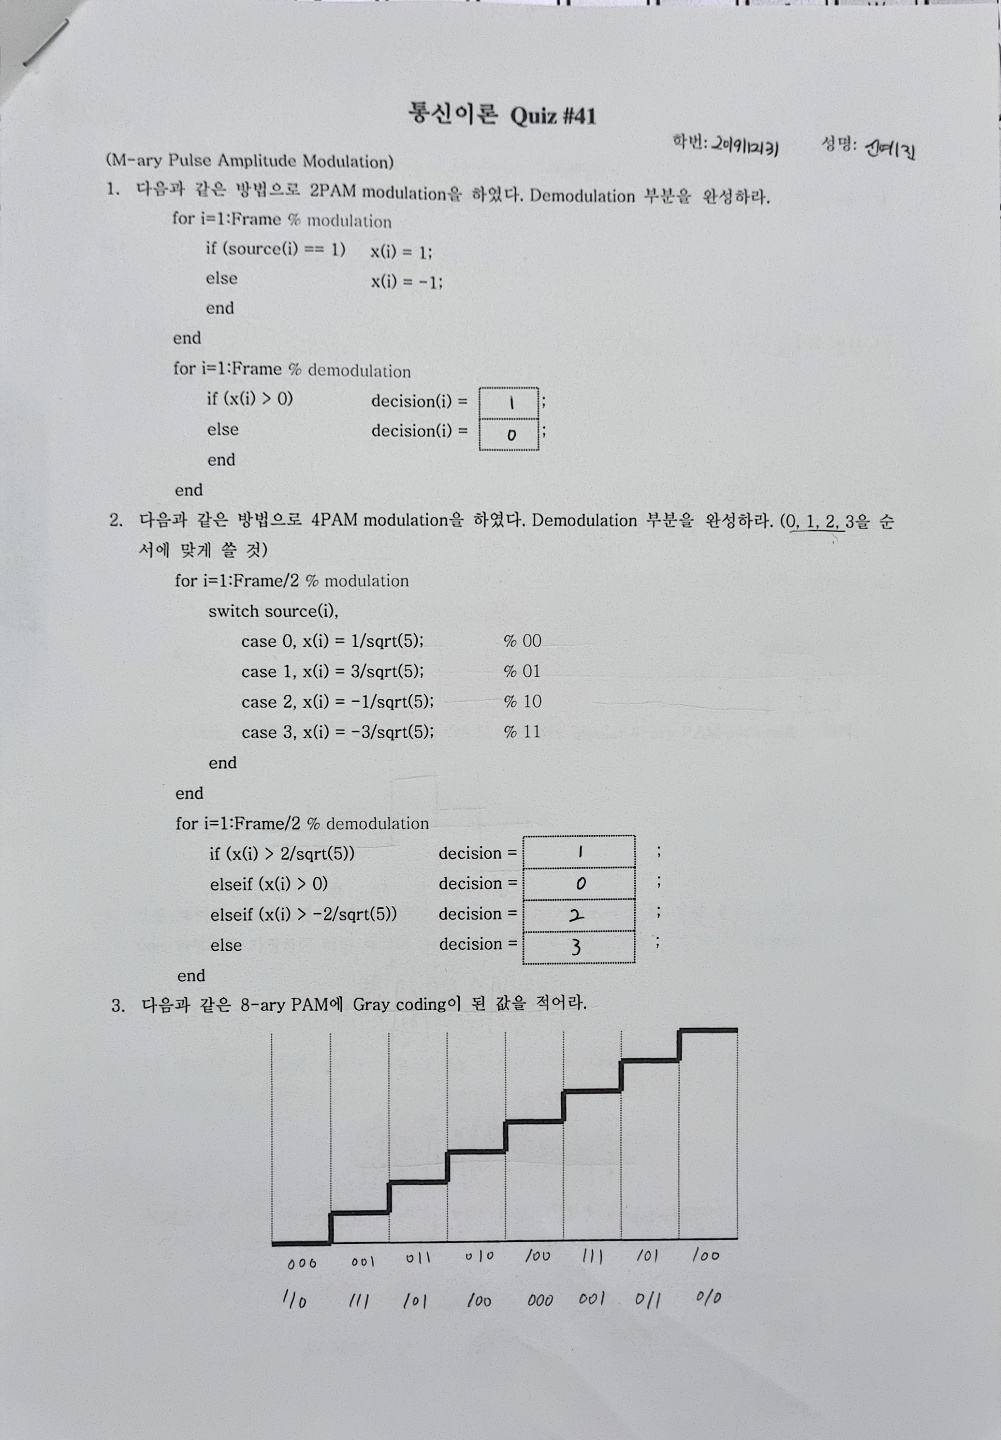 통신이론 Quiz #41
학번: 성명:
(M-ary Pulse Amplitude Modulation)
1. 다음과 같은 방법으로 2PAM modulation을 하였다. Demodulation 부분을 완성하라.
for i=1:Frame % modulation
if (source(i) == 1) x(i) = 1;
else x(i) = -1;
end
end
for i=1:Frame % demodulation
if (x(i) > 0) decision(i) = 1 ;
else decision(i) = 0 ;
end
end
2. 다음과 같은 방법으로 4PAM modulation을 하였다. Demodulation 부분을 완성하라. (0, 1, 2, 3을 순
서에 맞게 쓸 것)
for i=1:Frame/2 % modulation
switch source(i),
case 0, x(i) = 1/sqrt(5); % 00
case 1, x(i) = 3/sqrt(5); % 01
case 2, x(i) = -1/sqrt(5); % 10
case 3, x(i) = -3/sqrt(5); % 11
end
end
for i=1:Frame/2 % demodulation
if (x(i) > 2/sqrt(5)) decision = 1 ;
elseif (x(i) > 0) decision = 0 ;
elseif (x(i) > -2/sqrt(5)) decision = 2 ;
else decision = 3 ;
end
3. 다음과 같은 8-ary PAM에 Gray coding이 된 값을 적어라.
000 001 011 010 100 111 101 100
110 111 101 100 000 001 011 010